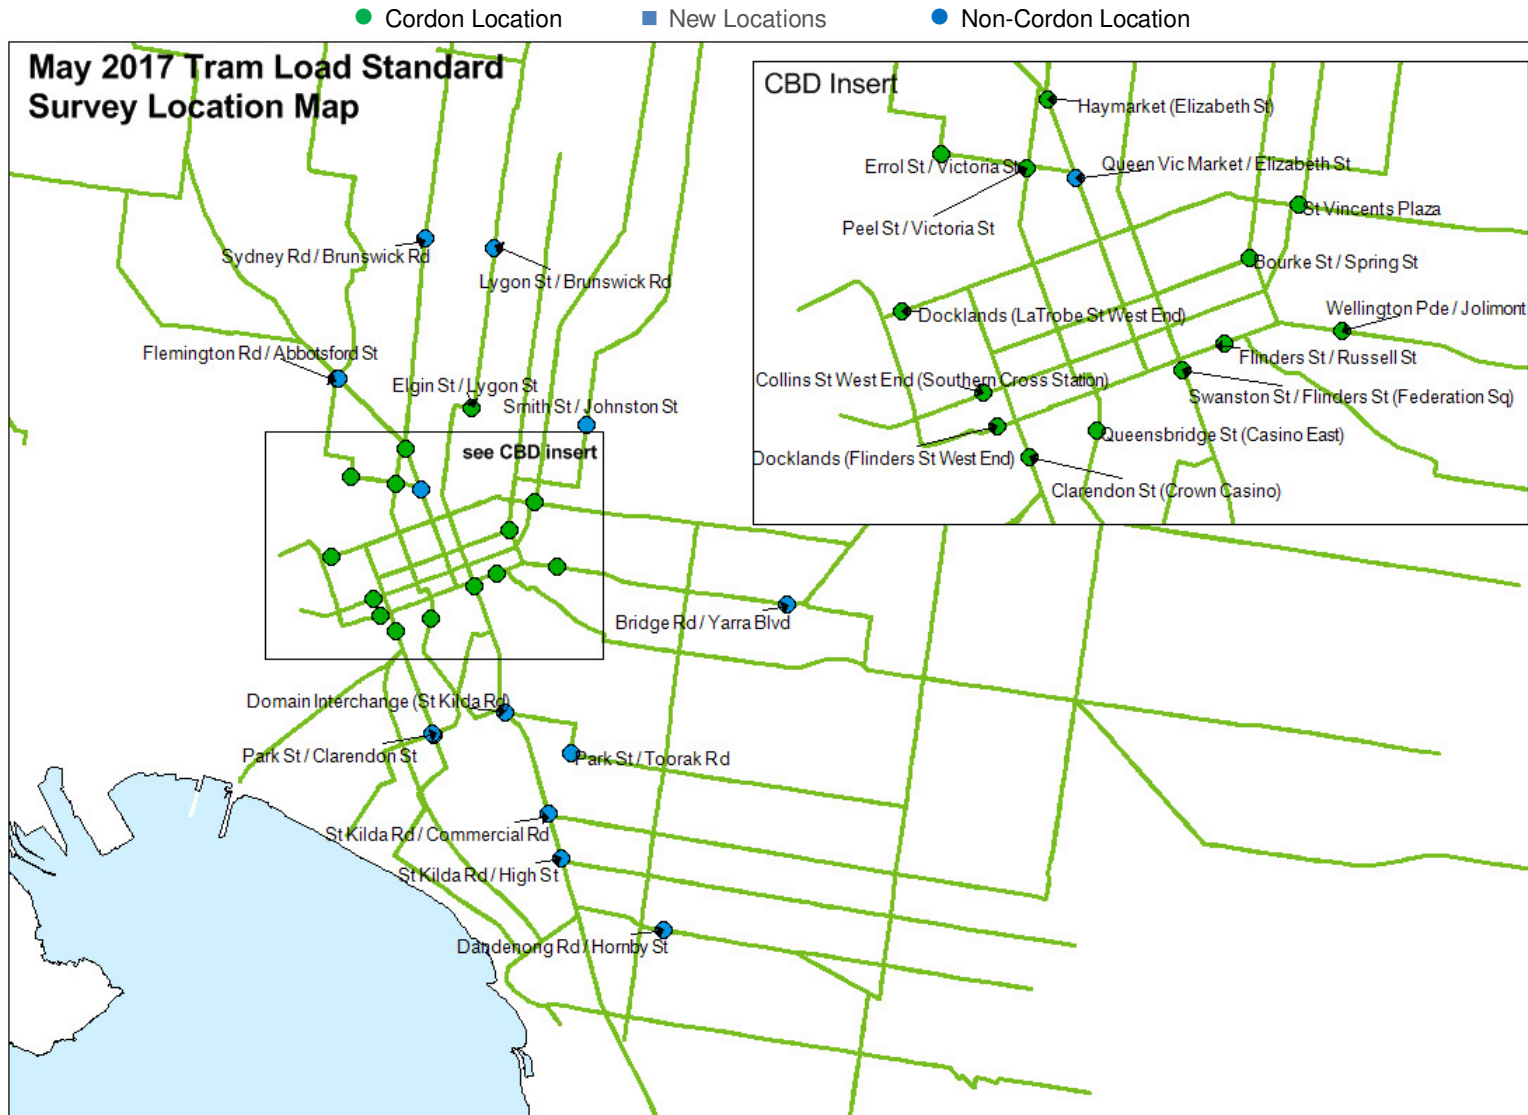 Cordon Location
New Locations
Non-Cordon Location
May 2017 Tram Load Standard
Survey Location Map
CBD Insert
Haymarket (Elizabeth St)
Errol St / Victoria St
Queen Vic Market / Elizabeth St
Peel St / Victoria St
St Vincents Plaza
Bourke St / Spring St
Docklands (LaTrobe St West End)
Wellington Pde / Jolimont
Flinders St / Russell St
Collins St West End (Southern Cross Station)
Swanston St / Flinders St (Federation Sq)
Queensbridge St (Casino East)
Docklands (Flinders St West End)
Clarendon St (Crown Casino)
Sydney Rd / Brunswick Rd
Lygon St / Brunswick Rd
Flemington Rd / Abbotsford St
Elgin St / Lygon St
Smith St / Johnston St
see CBD insert
Bridge Rd / Yarra Blvd
Domain Interchange (St Kilda Rd)
Park St / Clarendon St
Park St / Toorak Rd
St Kilda Rd / Commercial Rd
St Kilda Rd / High St
Dandenong Rd / Hornby St